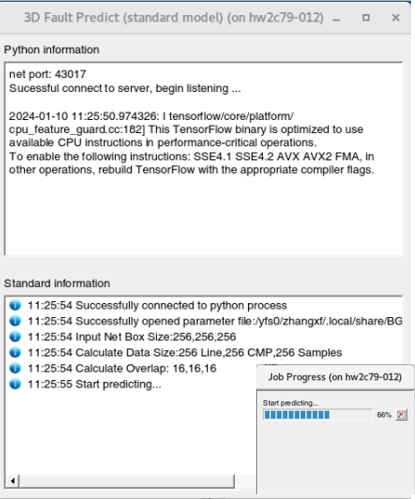 3D Fault Predict (standard model) (on hw2c79-012)
Python information
net port: 43017
Sucessful connect to server, begin listening ...
2024-01-10 11:25:50.974326: I tensorflow/core/platform/
cpu_feature_guard.cc:182] This TensorFlow binary is optimized to use
available CPU instructions in performance-critical operations.
To enable the following instructions: SSE4.1 SSE4.2 AVX AVX2 FMA, in
other operations, rebuild TensorFlow with the appropriate compiler flags.
Standard information
11:25:54 Successfully connected to python process
11:25:54 Successfully opened parameter file:/yfs0/zhangxf/.local/share/BG
11:25:54 Input Net Box Size:256,256,256
11:25:54 Calculate Data Size:256 Line,256 CMP,256 Samples
11:25:54 Calculate Overlap: 16,16,16
11:25:55 Start predicting...
Job Progress (on hw2c79-012)
Start predicting...
66%